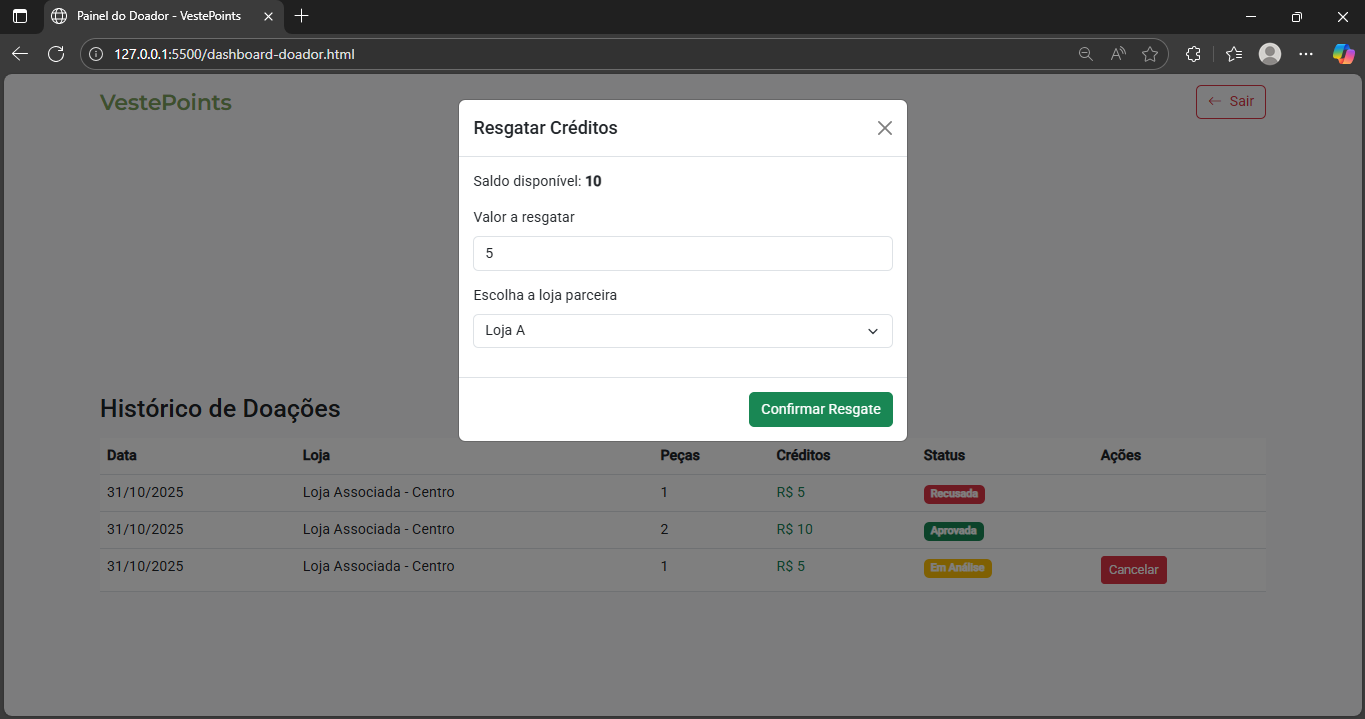 Painel do Doador - VestePoints
127.0.0.1:5500/dashboard-doador.html
VestePoints
Sair
Resgatar Créditos
Saldo disponível: 10
Valor a resgatar
5
Escolha a loja parceira
Loja A
Confirmar Resgate
Histórico de Doações
Data Loja Peças Créditos Status Ações
31/10/2025 Loja Associada - Centro 1 R$ 5 Recusada
31/10/2025 Loja Associada - Centro 2 R$ 10 Aprovada
31/10/2025 Loja Associada - Centro 1 R$ 5 Em Análise Cancelar